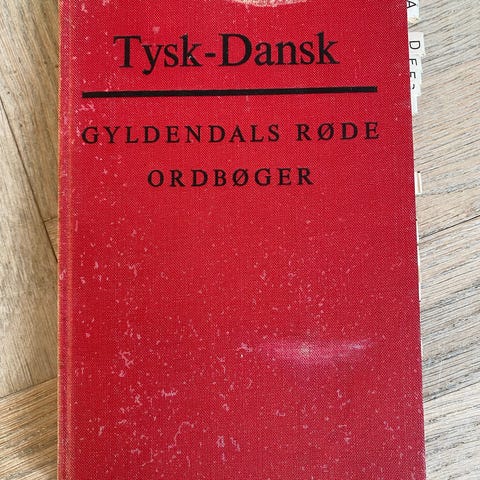 Tysk-Dansk
GYLDENDALS RØDE
ORDBØGER
A
D
E